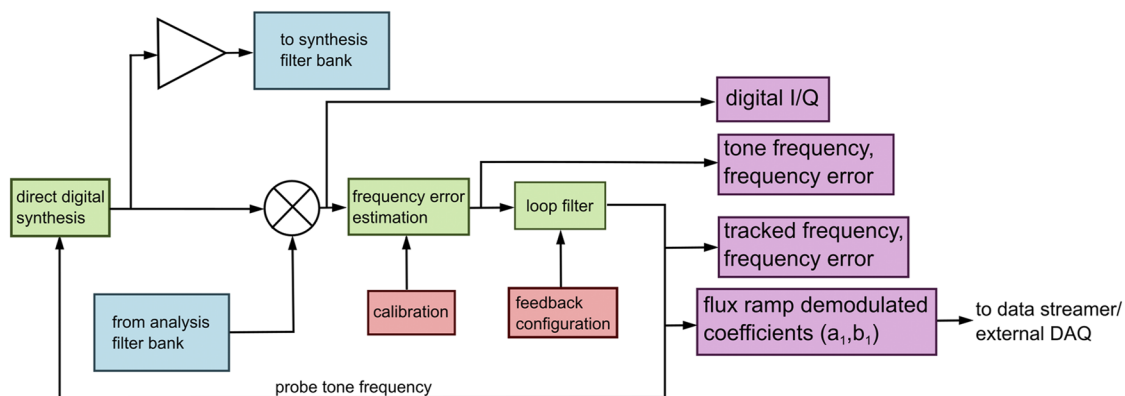 to synthesis
filter bank
digital I/Q
tone frequency,
frequency error
direct digital
synthesis
frequency error
estimation
loop filter
tracked frequency,
frequency error
from analysis
filter bank
calibration
feedback
configuration
flux ramp demodulated
coefficients (a₁,b₁)
to data streamer/
external DAQ
probe tone frequency